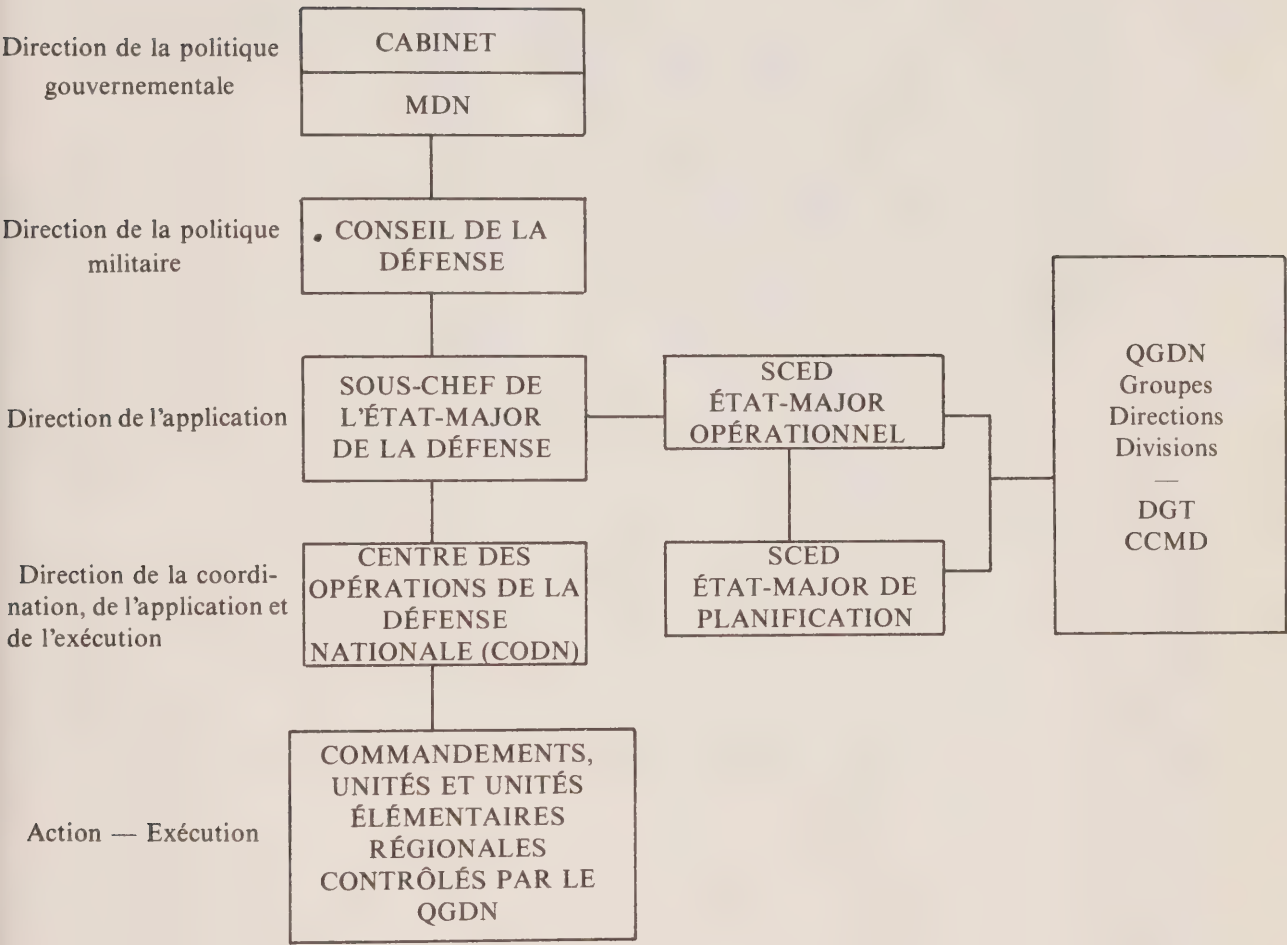 Direction de la politique
gouvernementale
CABINET
MDN
Direction de la politique
militaire
CONSEIL DE LA
DÉFENSE
Direction de l'application
SOUS-CHEF DE
L'ÉTAT-MAJOR
DE LA DÉFENSE
SCED
ÉTAT-MAJOR
OPÉRATIONNEL
QGDN
Groupes
Directions
Divisions
—
DGT
CCMD
Direction de la coordi-
nation, de l'application et
de l'exécution
CENTRE DES
OPÉRATIONS DE LA
DÉFENSE
NATIONALE (CODN)
SCED
ÉTAT-MAJOR DE
PLANIFICATION
Action — Exécution
COMMANDEMENTS,
UNITÉS ET UNITÉS
ÉLÉMENTAIRES
RÉGIONALES
CONTRÔLÉS PAR LE
QGDN